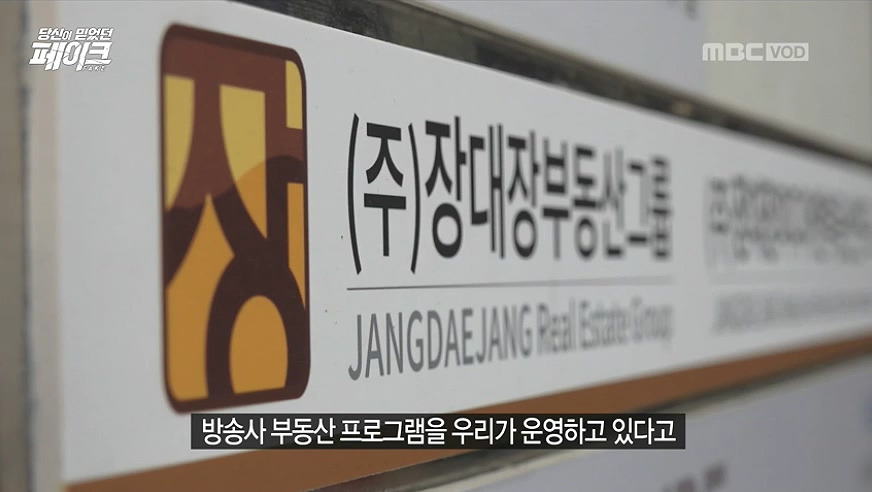 당신이 믿었던
페이크
FAKE
MBC VOD
장
(주)장대장부동산그룹
JANGDAEJANG Real Estate Group
방송사 부동산 프로그램을 우리가 운영하고 있다고